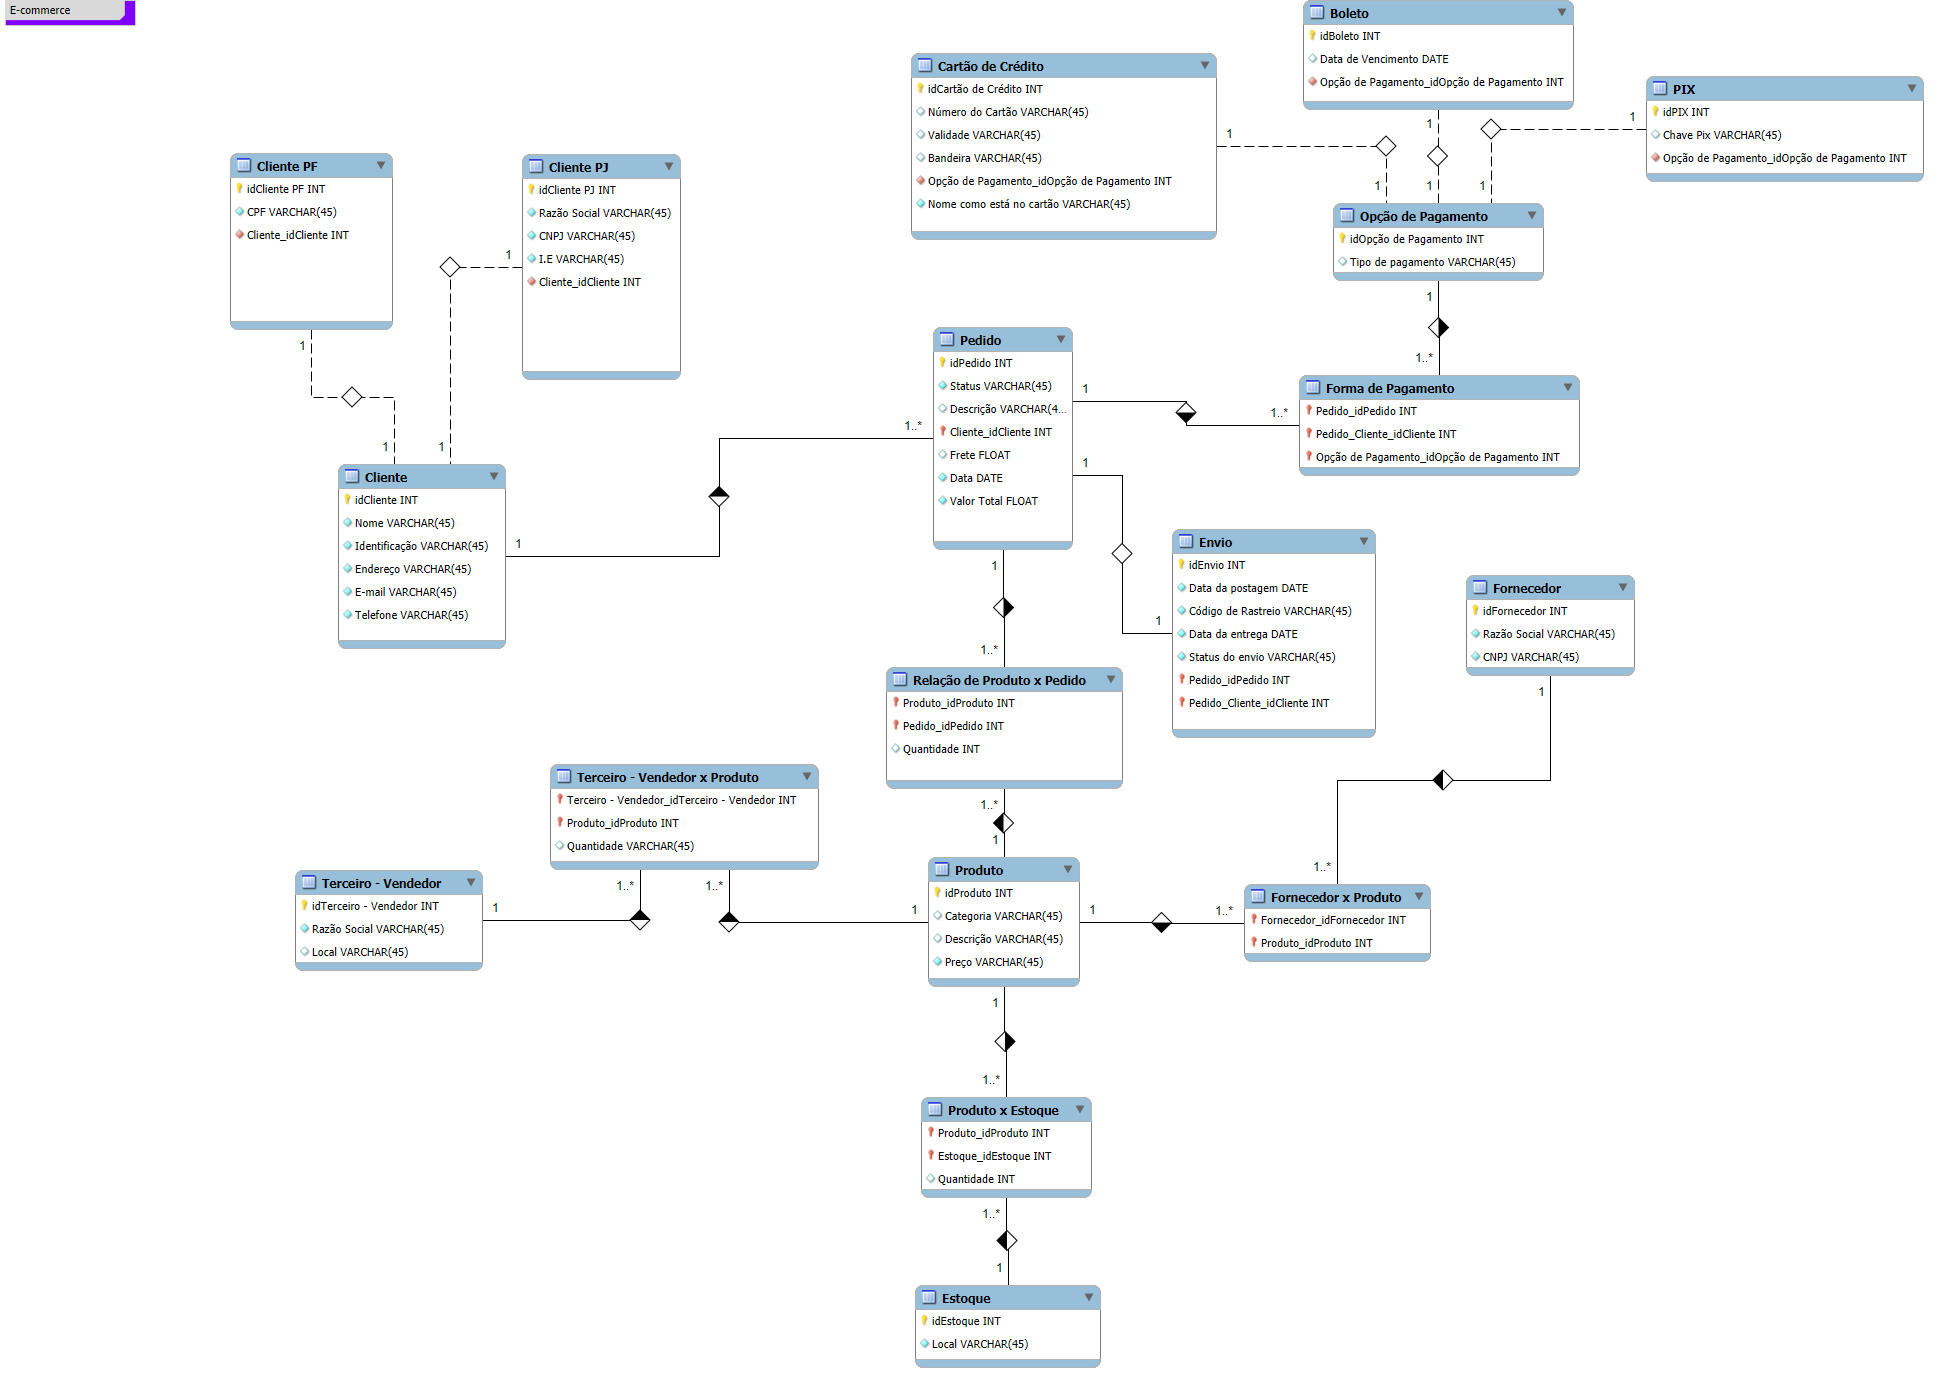 E-commerce
Boleto
idBoleto INT
Data de Vencimento DATE
Opção de Pagamento_idOpção de Pagamento INT
Cartão de Crédito
idCartão de Crédito INT
Número do Cartão VARCHAR(45)
Validade VARCHAR(45)
Bandeira VARCHAR(45)
Opção de Pagamento_idOpção de Pagamento INT
Nome como está no cartão VARCHAR(45)
PIX
idPIX INT
Chave Pix VARCHAR(45)
Opção de Pagamento_idOpção de Pagamento INT
1
1
1
1
1
1
Cliente PF
idCliente PF INT
CPF VARCHAR(45)
Cliente_idCliente INT
Cliente PJ
idCliente PJ INT
Razão Social VARCHAR(45)
CNPJ VARCHAR(45)
I.E VARCHAR(45)
Cliente_idCliente INT
1
1
1
1
Opção de Pagamento
idOpção de Pagamento INT
Tipo de pagamento VARCHAR(45)
1
1..*
Pedido
idPedido INT
Status VARCHAR(45)
Descrição VARCHAR(4...
Cliente_idCliente INT
Frete FLOAT
Data DATE
Valor Total FLOAT
1
1..*
Forma de Pagamento
Pedido_idPedido INT
Pedido_Cliente_idCliente INT
Opção de Pagamento_idOpção de Pagamento INT
Cliente
idCliente INT
Nome VARCHAR(45)
Identificação VARCHAR(45)
Endereço VARCHAR(45)
E-mail VARCHAR(45)
Telefone VARCHAR(45)
1
1..*
1
1
Envio
idEnvio INT
Data da postagem DATE
Código de Rastreio VARCHAR(45)
Data da entrega DATE
Status do envio VARCHAR(45)
Pedido_idPedido INT
Pedido_Cliente_idCliente INT
Fornecedor
idFornecedor INT
Razão Social VARCHAR(45)
CNPJ VARCHAR(45)
1
1..*
1
1..*
Relação de Produto x Pedido
Produto_idProduto INT
Pedido_idPedido INT
Quantidade INT
1..*
1
Terceiro - Vendedor x Produto
Terceiro - Vendedor_idTerceiro - Vendedor INT
Produto_idProduto INT
Quantidade VARCHAR(45)
1..*
1..*
Terceiro - Vendedor
idTerceiro - Vendedor INT
Razão Social VARCHAR(45)
Local VARCHAR(45)
1
1
Produto
idProduto INT
Categoria VARCHAR(45)
Descrição VARCHAR(45)
Preço VARCHAR(45)
1
1..*
Fornecedor x Produto
Fornecedor_idFornecedor INT
Produto_idProduto INT
1
1..*
Produto x Estoque
Produto_idProduto INT
Estoque_idEstoque INT
Quantidade INT
1..*
1
Estoque
idEstoque INT
Local VARCHAR(45)